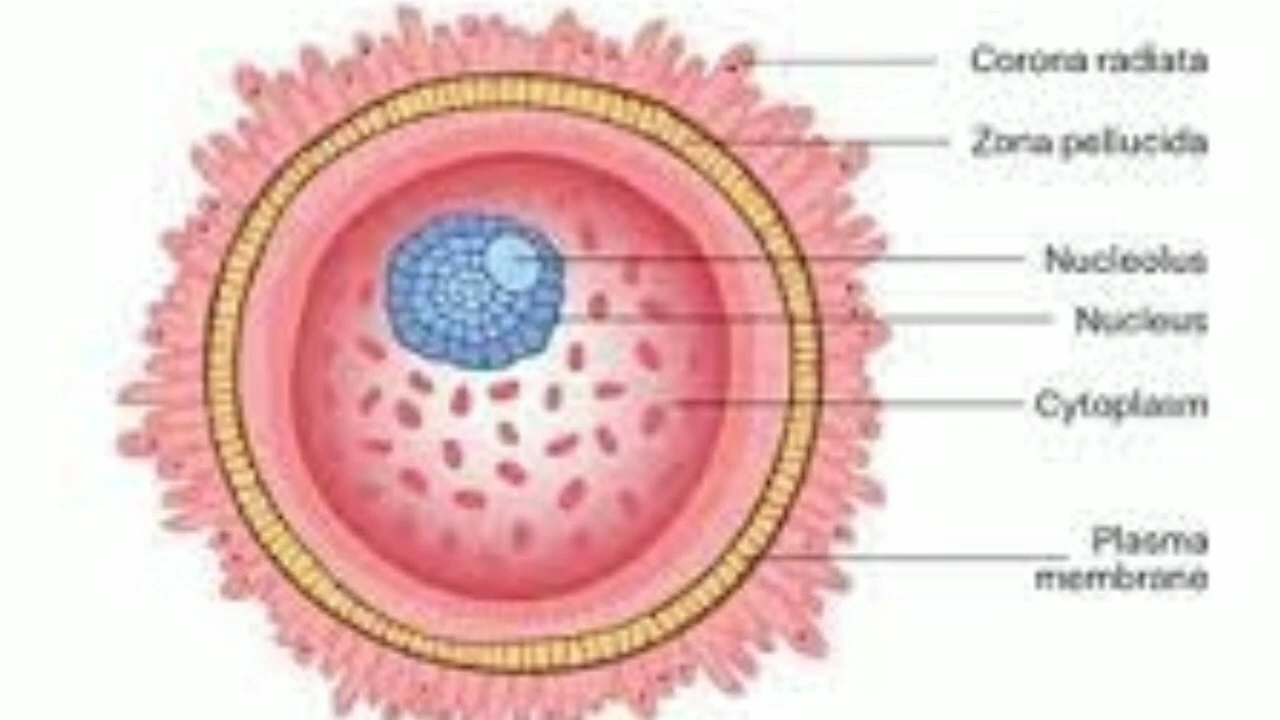 Corona radiata
Zona pellucida
Nucleolus
Nucleus
Cytoplasm
Plasma
membrane